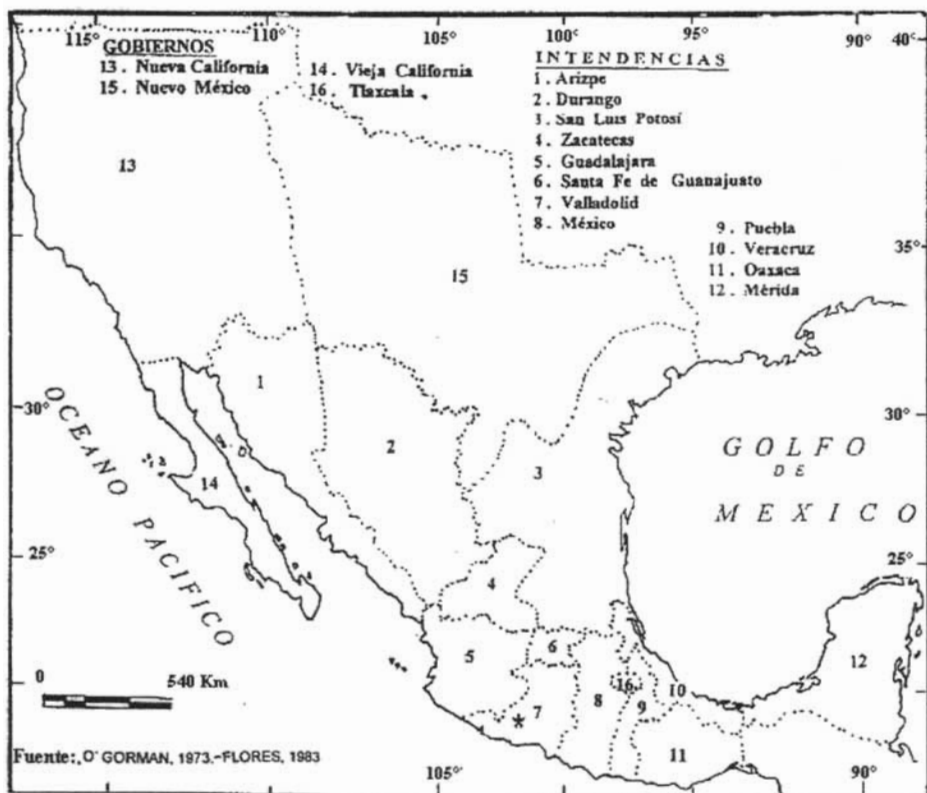 115° 110° 105° 100° 95° 90° 40°
GOBIERNOS
13. Nueva California
15. Nuevo México
14. Vieja California
16. Tlaxcala.
INTENDENCIAS
1. Arizpe
2. Durango
3. San Luis Potosí
4. Zacatecas
5. Guadalajara
6. Santa Fe de Guanajuato
7. Valladolid
8. México
9. Puebla
10. Veracruz
11. Oaxaca
12. Mérida
13
15
35°
1
2
3
30°
30°
OCEANO PACIFICO
GOLFO
DE
MEXICO
14
25°
25°
4
5
6
7
8
16
9
10
11
12
0 540 Km
Fuente:,O'GORMAN, 1973.-FLORES, 1983
105° 90°